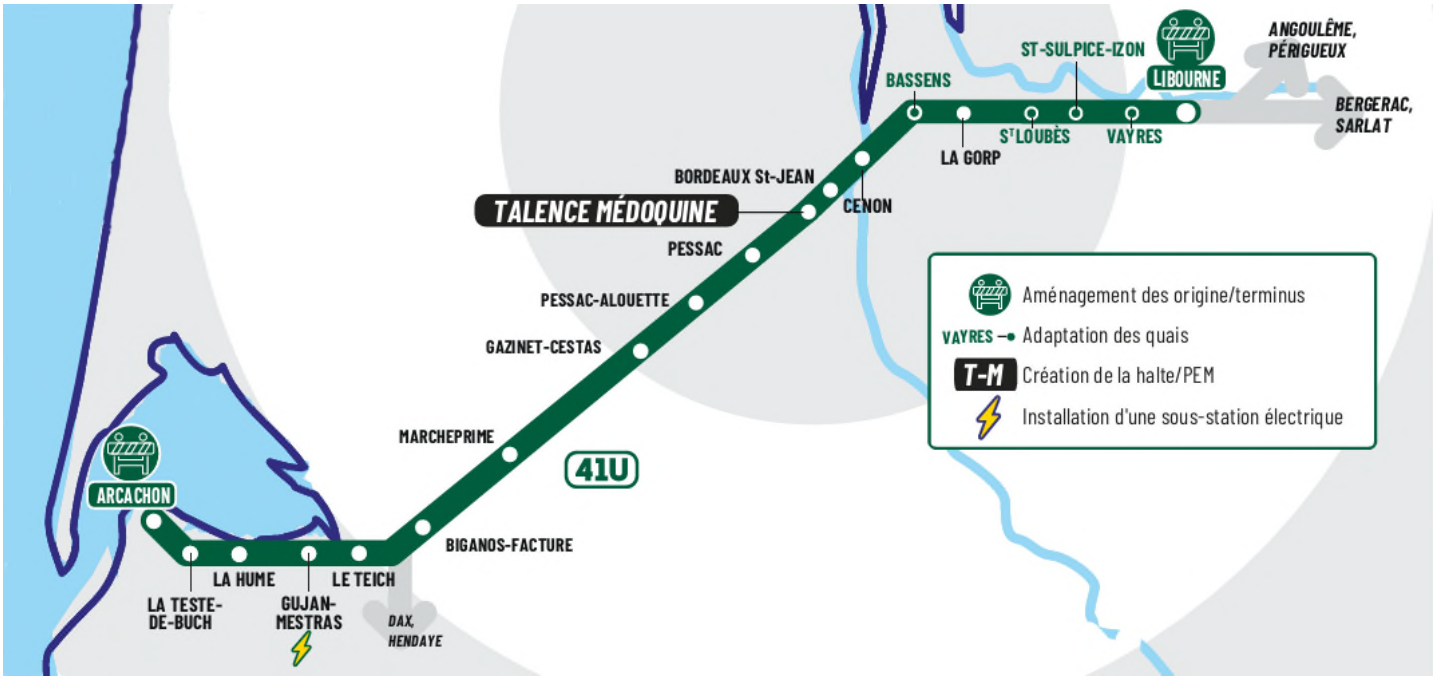 ANGOULÊME,
PÉRIGUEUX
ST-SULPICE-IZON
LIBOURNE
BASSENS
BERGERAC,
SARLAT
STLOUBÈS
VAYRES
LA GORP
BORDEAUX St-JEAN
CENON
TALENCE MÉDOQUINE
PESSAC
PESSAC-ALOUETTE
GAZINET-CESTAS
MARCHEPRIME
41U
ARCACHON
BIGANOS-FACTURE
LA HUME
LE TEICH
LA TESTE-
DE-BUCH
GUJAN-
MESTRAS
DAX,
HENDAYE
Aménagement des origine/terminus
VAYRES Adaptation des quais
T-M Création de la halte/PEM
Installation d'une sous-station électrique